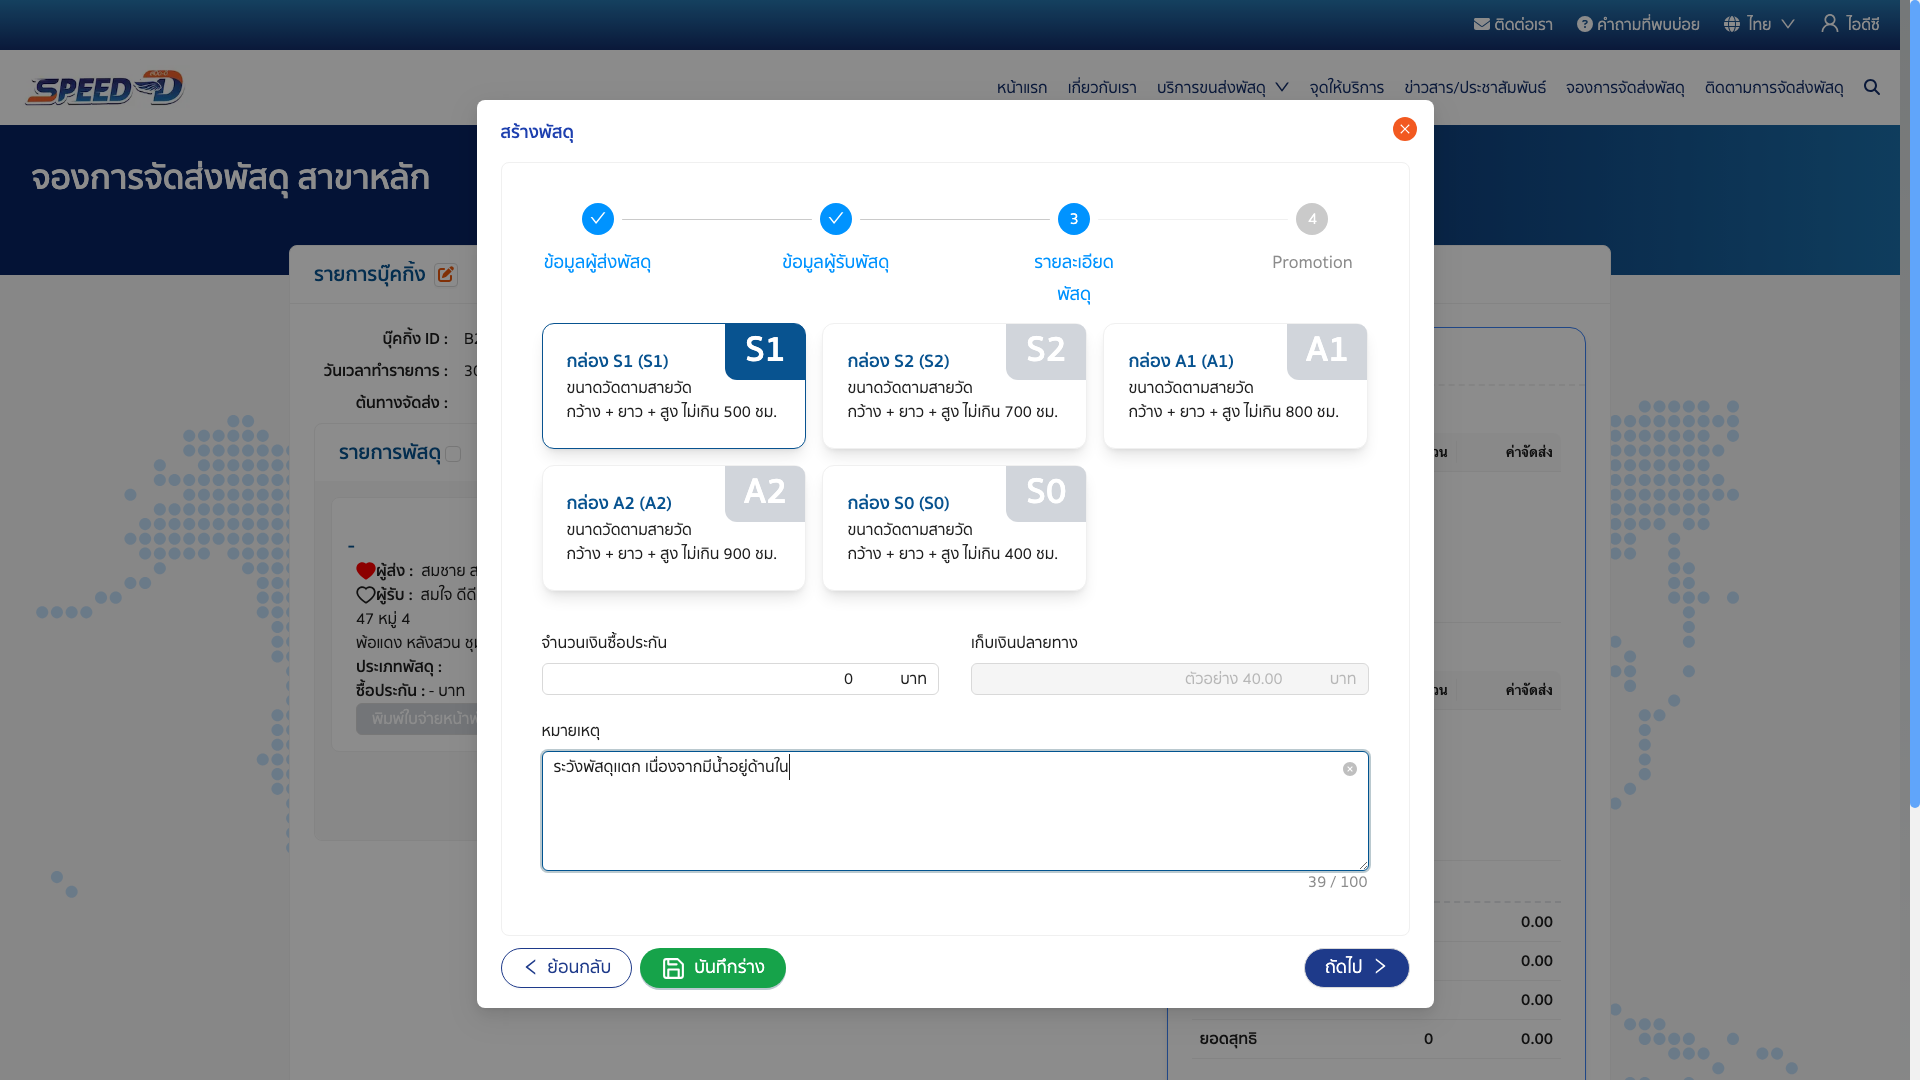 ติดต่อเรา
คำถามที่พบบ่อย
ไทย
ไอดีซี
SPEED-D
หน้าแรก
เกี่ยวกับเรา
บริการขนส่งพัสดุ
จุดให้บริการ
ข่าวสาร/ประชาสัมพันธ์
จองการจัดส่งพัสดุ
ติดตามการจัดส่งพัสดุ
จองการจัดส่งพัสดุ สาขาหลัก
รายการบุ๊คกิ้ง
บุ๊คกิ้ง ID :
วันเวลาทำรายการ : 30
ต้นทางจัดส่ง :
รายการพัสดุ
-
ผู้ส่ง : สมชาย
ผู้รับ : สมใจ ดีดี
47 หมู่ 4
พ้อแดง หลังสวน
ประเภทพัสดุ :
ซื้อประกัน : - บาท
สร้างพัสดุ
3
4
ข้อมูลผู้ส่งพัสดุ
ข้อมูลผู้รับพัสดุ
รายละเอียด
พัสดุ
Promotion
S1
กล่อง S1 (S1)
ขนาดวัดตามสายวัด
กว้าง + ยาว + สูง ไม่เกิน 500 ซม.
S2
กล่อง S2 (S2)
ขนาดวัดตามสายวัด
กว้าง + ยาว + สูง ไม่เกิน 700 ซม.
A1
กล่อง A1 (A1)
ขนาดวัดตามสายวัด
กว้าง + ยาว + สูง ไม่เกิน 800 ซม.
A2
กล่อง A2 (A2)
ขนาดวัดตามสายวัด
กว้าง + ยาว + สูง ไม่เกิน 900 ซม.
S0
กล่อง S0 (S0)
ขนาดวัดตามสายวัด
กว้าง + ยาว + สูง ไม่เกิน 400 ซม.
จำนวนเงินซื้อประกัน
0 บาท
เก็บเงินปลายทาง
ตัวอย่าง 40.00 บาท
หมายเหตุ
ระวังพัสดุแตก เนื่องจากมีน้ำอยู่ด้านใน
39 / 100
ย้อนกลับ
บันทึกร่าง
ถัดไป
ค่าจัดส่ง
ค่าจัดส่ง
0.00
0.00
0.00
ยอดสุทธิ 0 0.00